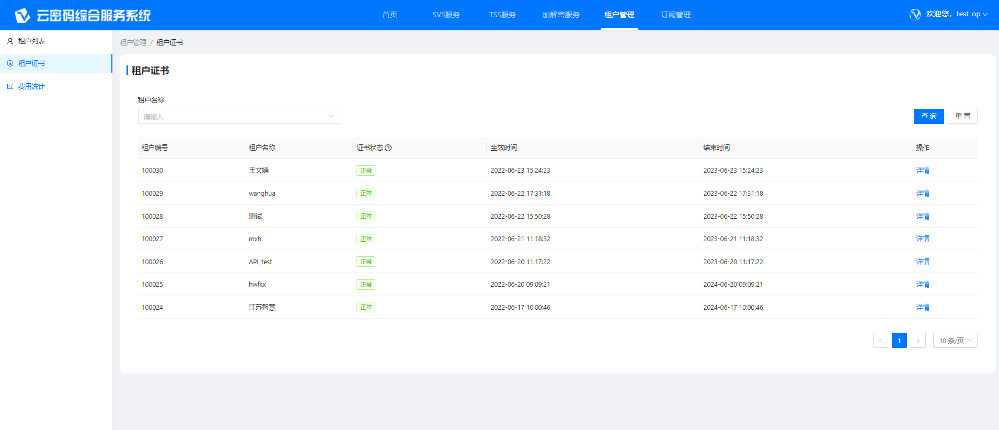 云密码综合服务系统 首页 SVS服务 TSS服务 加解密服务 租户管理 订阅管理 欢迎您，test_op
租户列表
租户证书
费用统计
租户管理 / 租户证书
租户证书
租户名称
请输入 查 询 重 置
租户编号 租户名称 证书状态 生效时间 结束时间 操作
100030 王文娟 正常 2022-06-23 15:24:23 2023-06-23 15:24:23 详情
100029 wanghua 正常 2022-06-22 17:31:18 2023-06-22 17:31:18 详情
100028 测试 正常 2022-06-22 15:50:28 2023-06-22 15:50:28 详情
100027 mxh 正常 2022-06-21 11:18:32 2023-06-21 11:18:32 详情
100026 API_test 正常 2022-06-20 11:17:22 2023-06-20 11:17:22 详情
100025 hwfkx 正常 2022-06-20 09:09:21 2024-06-20 09:09:21 详情
100024 江苏智慧 正常 2022-06-17 10:00:46 2024-06-17 10:00:46 详情
< 1 > 10 条/页